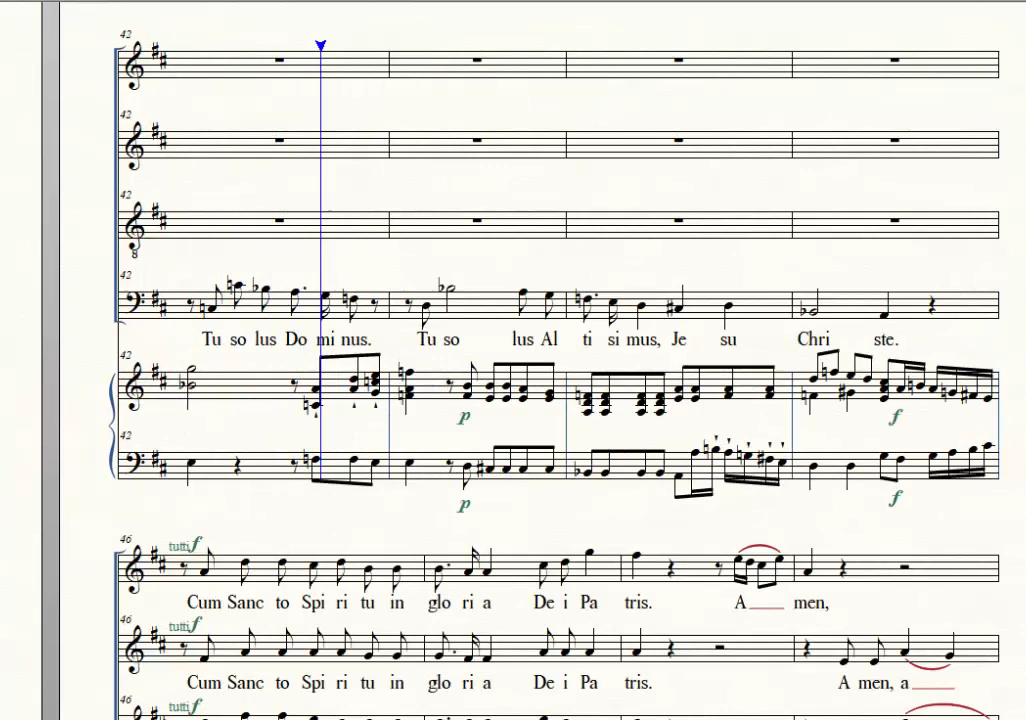 42
42
42
8
42
Tu so lus Do mi nus. Tu so lus Al ti si mus, Je su Chri ste.
42
p f
42
p f
46
tutti f
Cum Sanc to Spi ri tu in glo ri a De i Pa tris. A men,
46
tutti f
Cum Sanc to Spi ri tu in glo ri a De i Pa tris. A men, a
46
tutti f